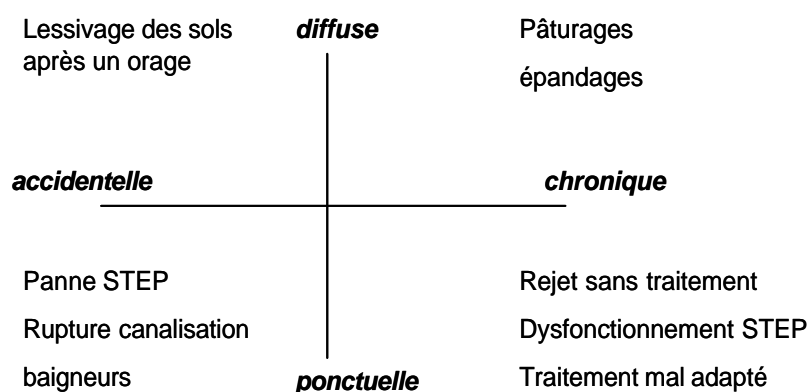 Lessivage des sols
après un orage
diffuse
Pâturages
épandages
accidentelle
chronique
Panne STEP
Rupture canalisation
baigneurs
ponctuelle
Rejet sans traitement
Dysfonctionnement STEP
Traitement mal adapté